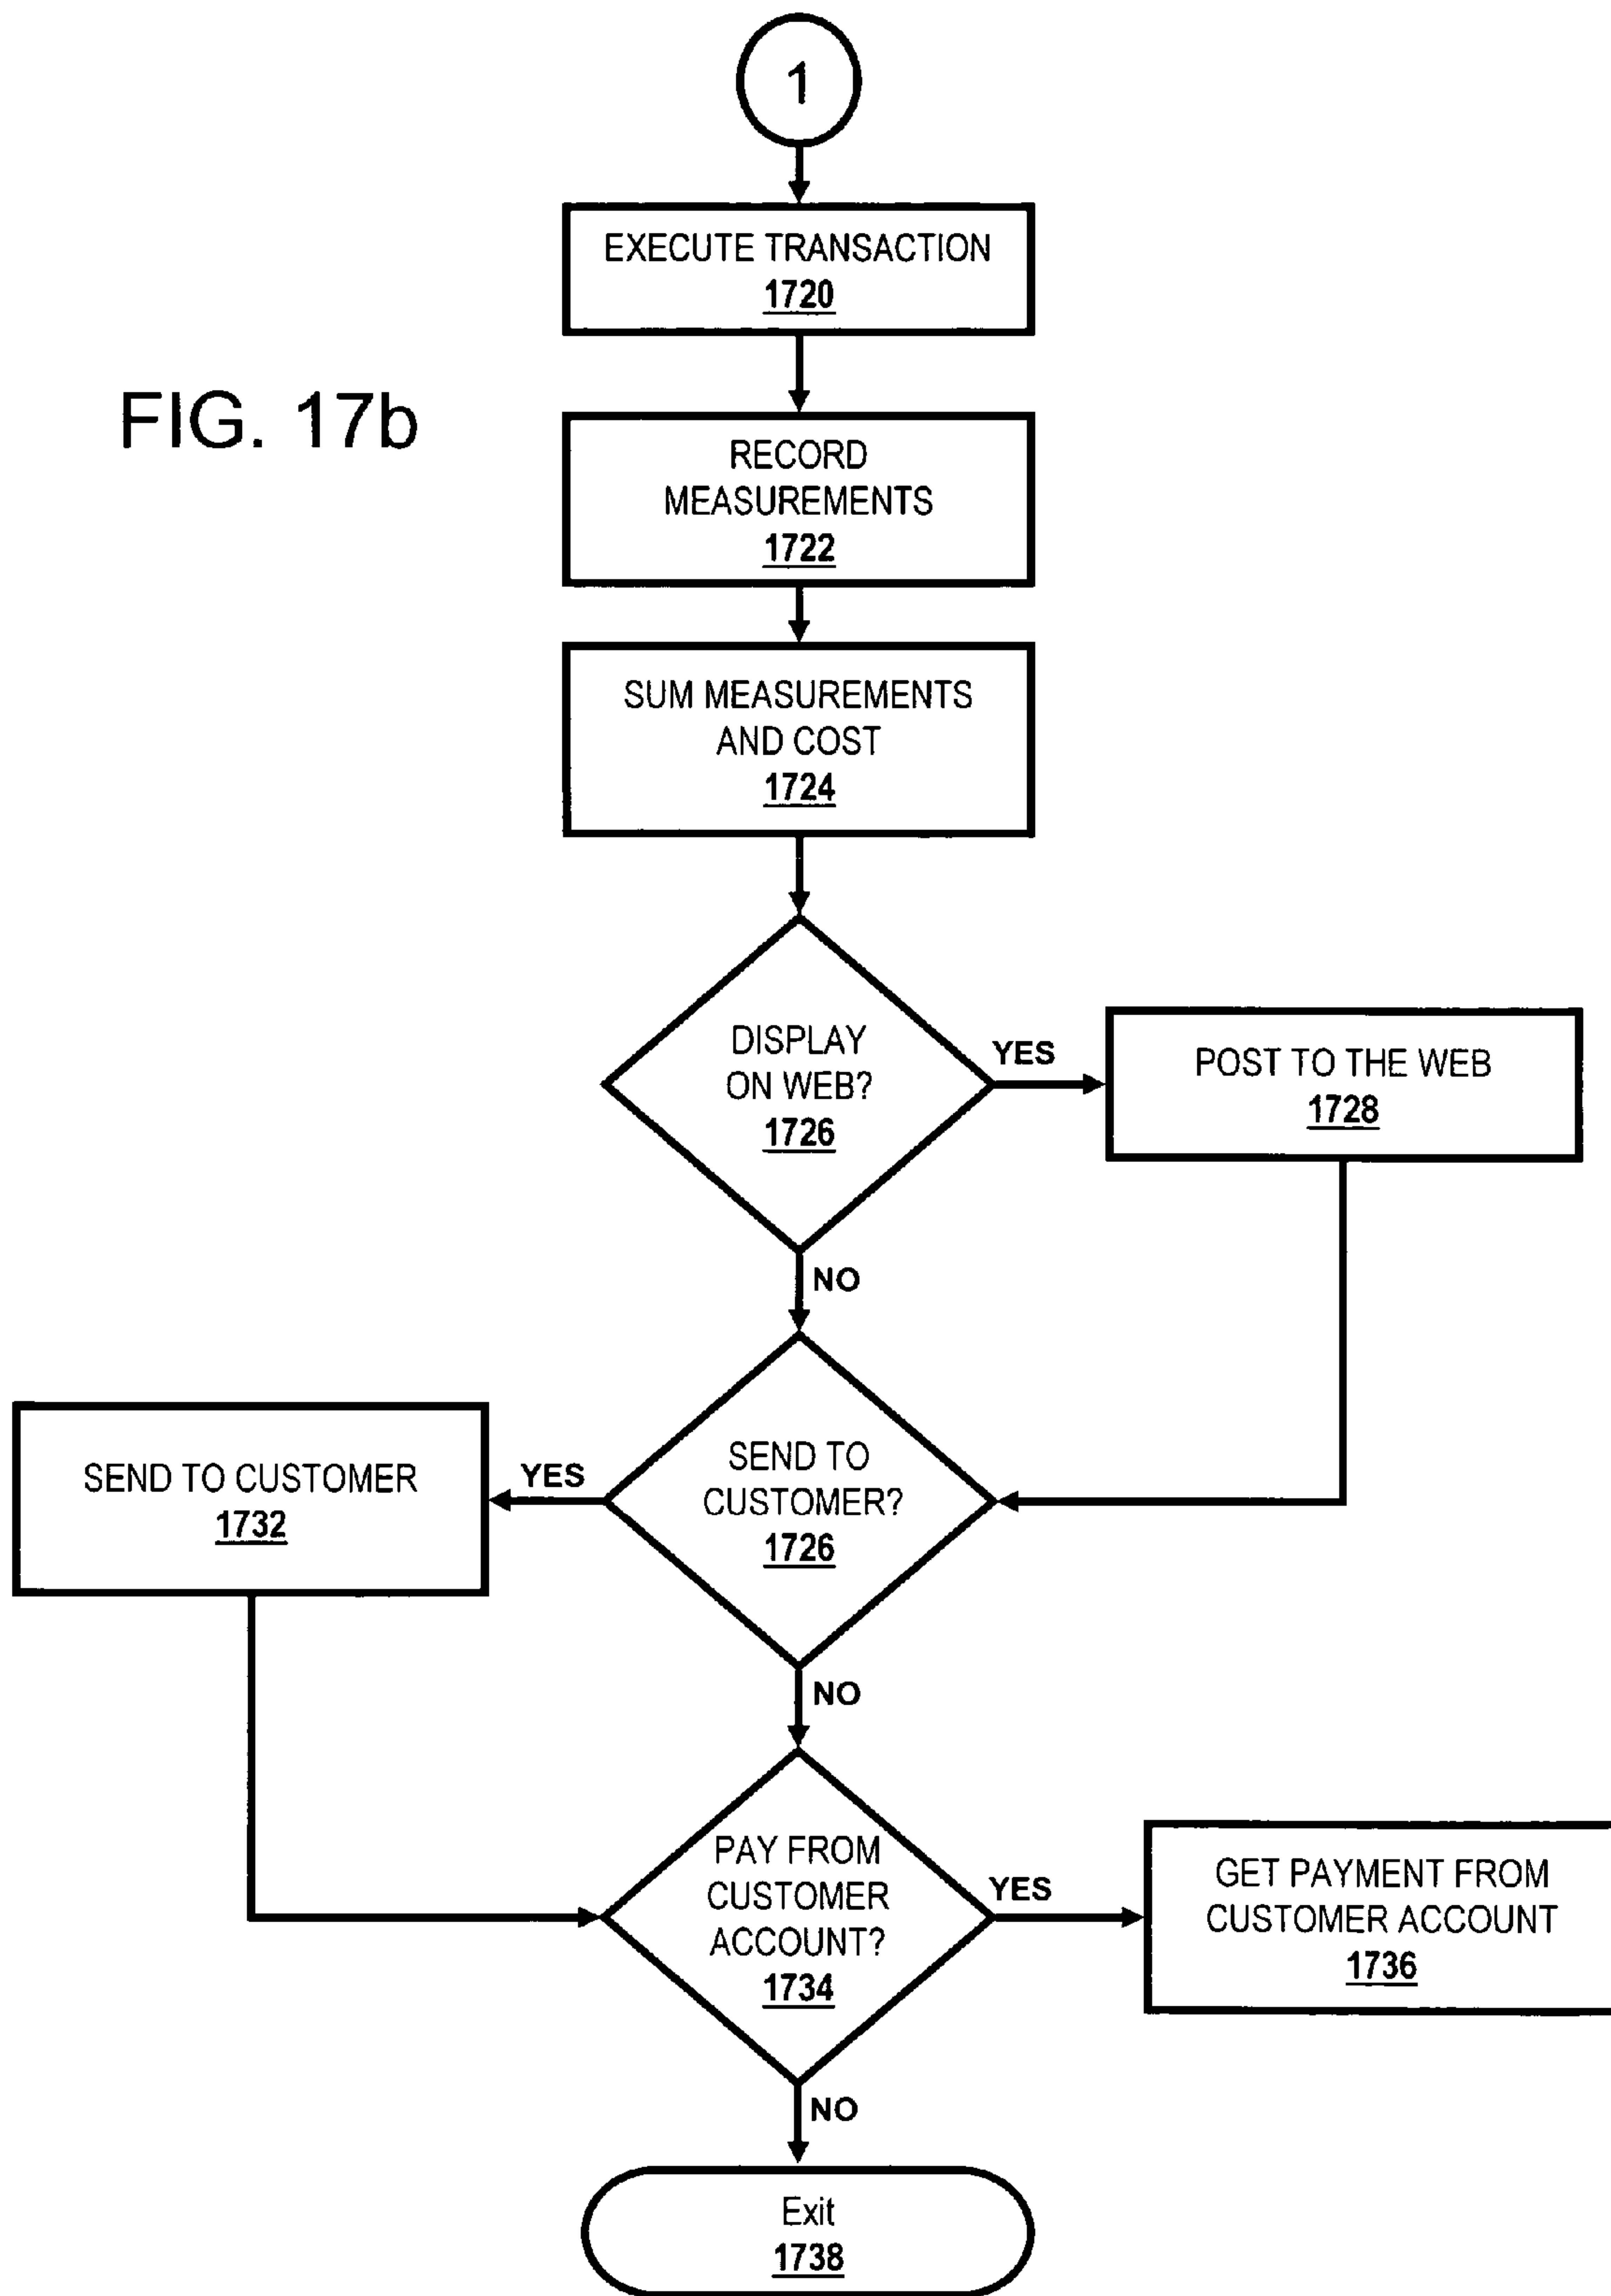 1
EXECUTE TRANSACTION
1720
FIG. 17b
RECORD
MEASUREMENTS
1722
SUM MEASUREMENTS
AND COST
1724
DISPLAY
ON WEB?
1726
YES
POST TO THE WEB
1728
NO
SEND TO CUSTOMER
1732
YES
SEND TO
CUSTOMER?
1726
NO
PAY FROM
CUSTOMER
ACCOUNT?
1734
YES
GET PAYMENT FROM
CUSTOMER ACCOUNT
1736
NO
Exit
1738